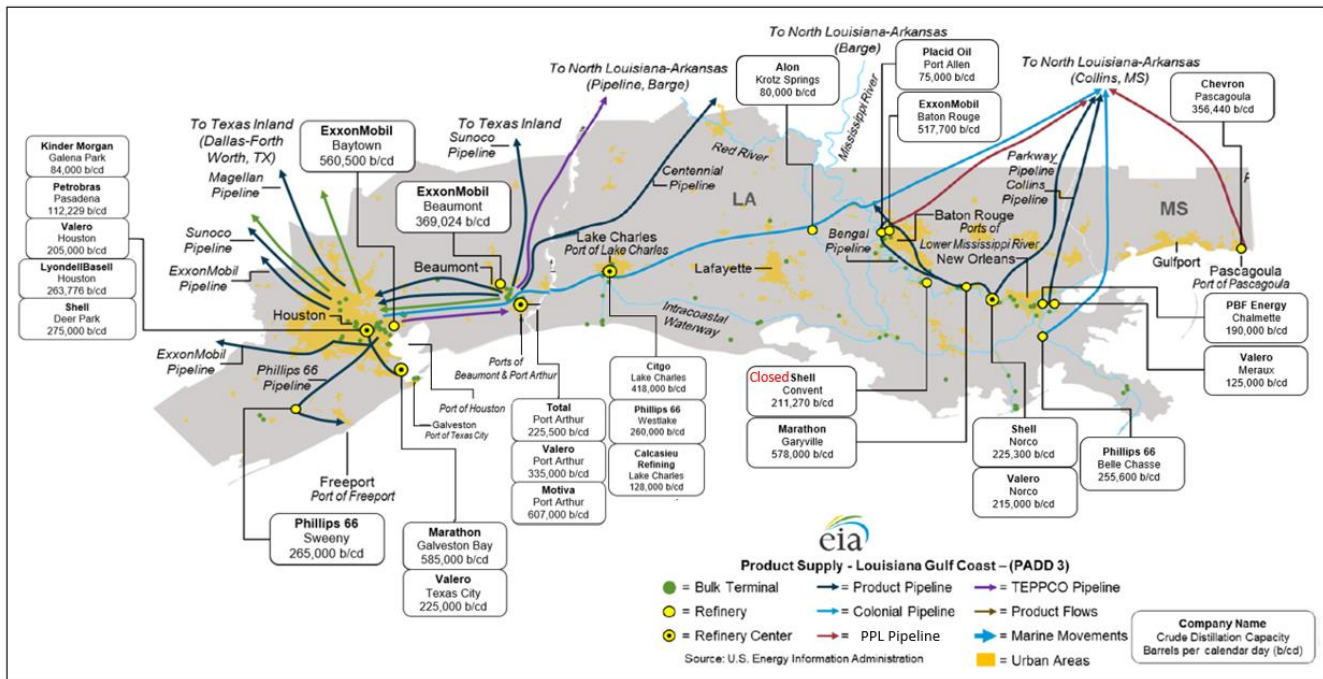 To North Louisiana-Arkansas
(Barge)
To North Louisiana-Arkansas
(Pipeline, Barge)
To North Louisiana-Arkansas
(Collins, MS)
Alon
Krotz Springs
80,000 b/cd
Placid Oil
Port Allen
75,000 b/cd
ExxonMobil
Baton Rouge
517,700 b/cd
Chevron
Pascagoula
356,440 b/cd
Kinder Morgan
Galena Park
84,000 b/cd
Petrobras
Pasadena
112,229 b/cd
Valero
Houston
205,000 b/cd
LyondellBasell
Houston
263,776 b/cd
Shell
Deer Park
275,000 b/cd
To Texas Inland
(Dallas-Forth
Worth, TX)
Magellan
Pipeline
Sunoco
Pipeline
ExxonMobil
Pipeline
ExxonMobil
Baytown
560,500 b/cd
To Texas Inland
Sunoco
Pipeline
ExxonMobil
Beaumont
369,024 b/cd
Red River
Mississippi River
Centennial
Pipeline
LA
MS
Parkway
Pipeline
Collins
Pipeline
Beaumont
Lake Charles
Port of Lake Charles
Lafayette
Bengal
Pipeline
Baton Rouge
Ports of
Lower Mississippi River
New Orleans
Gulfport
Pascagoula
Port of Pascagoula
Houston
Intracoastal
Waterway
ExxonMobil
Pipeline
Phillips 66
Pipeline
Ports of
Beaumont & Port Arthur
Port of Houston
Galveston
Port of Texas City
Freeport
Port of Freeport
PBF Energy
Chalmette
190,000 b/cd
Valero
Meraux
125,000 b/cd
Citgo
Lake Charles
418,000 b/cd
Phillips 66
Westlake
260,000 b/cd
Calcasieu
Refining
Lake Charles
128,000 b/cd
Total
Port Arthur
225,500 b/cd
Valero
Port Arthur
335,000 b/cd
Motiva
Port Arthur
607,000 b/cd
Closed Shell
Convent
211,270 b/cd
Marathon
Garyville
578,000 b/cd
Shell
Norco
225,300 b/cd
Valero
Norco
215,000 b/cd
Phillips 66
Belle Chasse
255,600 b/cd
Phillips 66
Sweeny
265,000 b/cd
Marathon
Galveston Bay
585,000 b/cd
Valero
Texas City
225,000 b/cd
eia
Product Supply - Louisiana Gulf Coast – (PADD 3)
= Bulk Terminal
= Product Pipeline
= TEPPCO Pipeline
= Refinery
= Colonial Pipeline
= Product Flows
= Refinery Center
= PPL Pipeline
= Marine Movements
Source: U.S. Energy Information Administration
= Urban Areas
Company Name
Crude Distillation Capacity
Barrels per calendar day (b/cd)